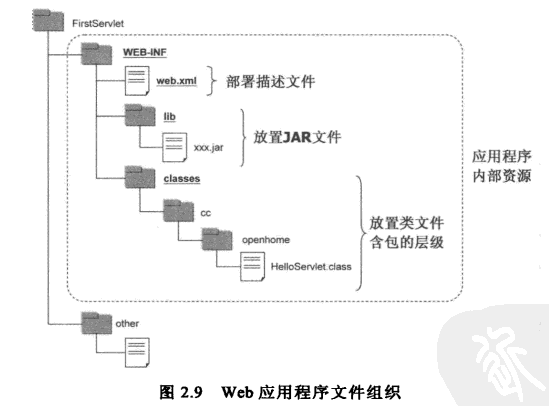 FirstServlet
WEB-INF
web.xml
部署描述文件
lib
放置JAR文件
xxx.jar
应用程序
内部资源
classes
放置类文件
含包的层级
cc
openhome
HelloServlet.class
other
图 2.9 Web 应用程序文件组织